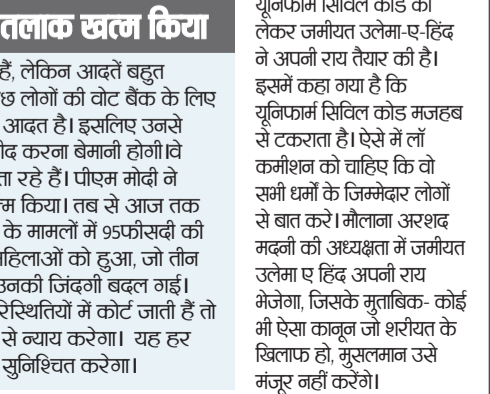 तलाक खत्म किया
हैं, लेकिन आदतें बहुत
छ लोगों की वोट बैंक के लिए
आदत है। इसलिए उनसे
ीद करना बेमानी होगी।वे
ता रहे हैं। पीएम मोदी ने
त्म किया। तब से आज तक
के मामलों में 95फीसदी की
हिलाओं को हुआ, जो तीन
उनकी जिंदगी बदल गई।
रिस्थितियों में कोर्ट जाती हैं तो
से न्याय करेगा। यह हर
सुनिश्चित करेगा।
यूनिफॉर्म सिविल कोड को
लेकर जमीयत उलेमा-ए-हिंद
ने अपनी राय तैयार की है।
इसमें कहा गया है कि
यूनिफार्म सिविल कोड मजहब
से टकराता है। ऐसे में लॉ
कमीशन को चाहिए कि वो
सभी धर्मों के जिम्मेदार लोगों
से बात करे। मौलाना अरशद
मदनी की अध्यक्षता में जमीयत
उलेमा ए हिंद अपनी राय
भेजेगा, जिसके मुताबिक- कोई
भी ऐसा कानून जो शरीयत के
खिलाफ हो, मुसलमान उसे
मंजूर नहीं करेंगे।